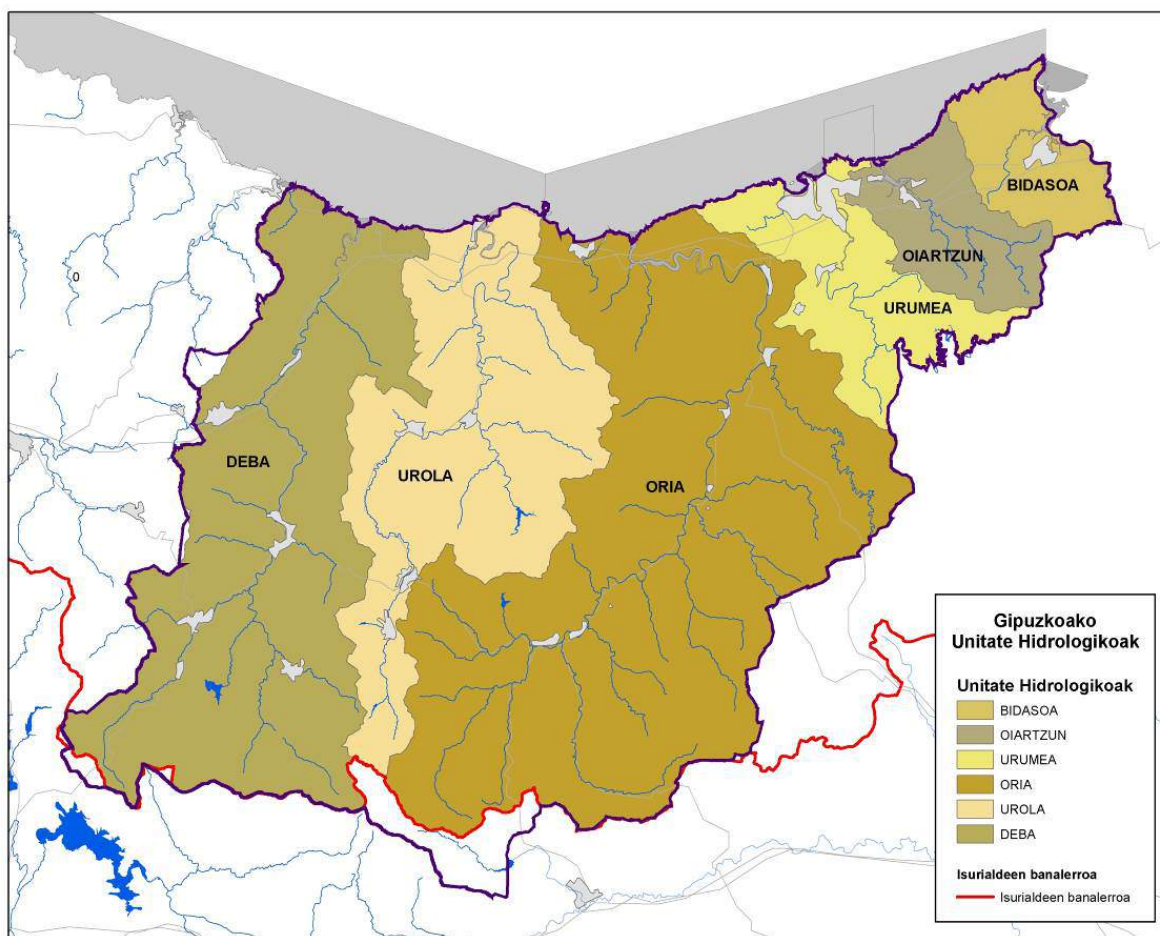 BIDASOA
OIARTZUN
URUMEA
0
DEBA
UROLA
ORIA
Gipuzkoako
Unitate Hidrologikoak
Unitate Hidrologikoak
BIDASOA
OIARTZUN
URUMEA
ORIA
UROLA
DEBA
Isurialdeen banalerroa
Isurialdeen banalerroa